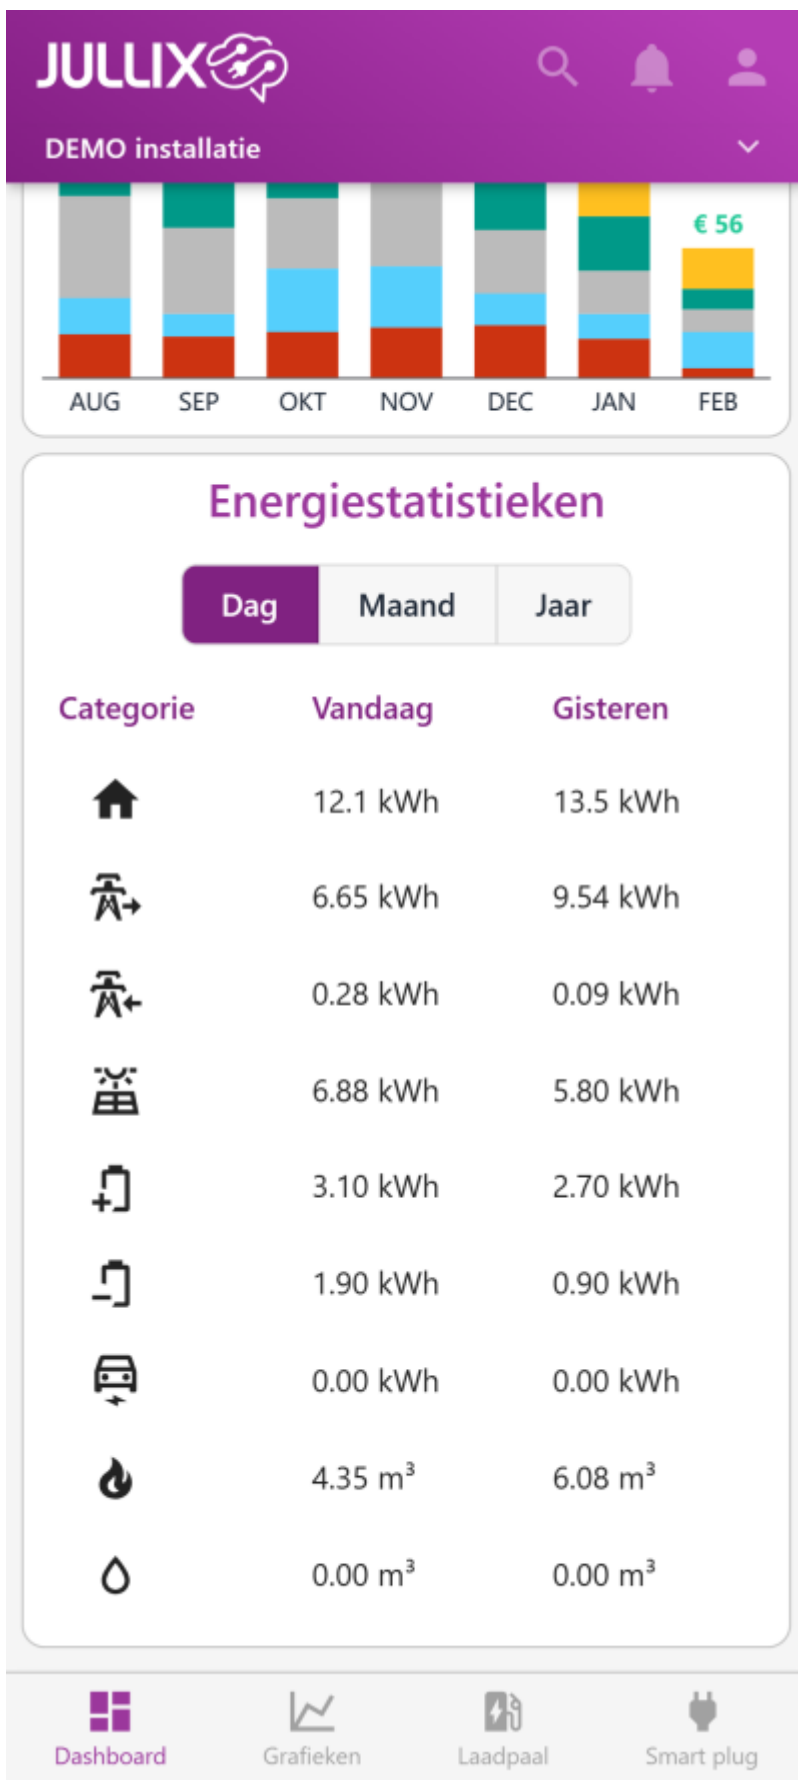 JULLIX
DEMO installatie
€ 56
AUG SEP OKT NOV DEC JAN FEB
Energiestatistieken
Dag Maand Jaar
Categorie Vandaag Gisteren
12.1 kWh 13.5 kWh
6.65 kWh 9.54 kWh
0.28 kWh 0.09 kWh
6.88 kWh 5.80 kWh
3.10 kWh 2.70 kWh
1.90 kWh 0.90 kWh
0.00 kWh 0.00 kWh
4.35 m³ 6.08 m³
0.00 m³ 0.00 m³
Dashboard Grafieken Laadpaal Smart plug